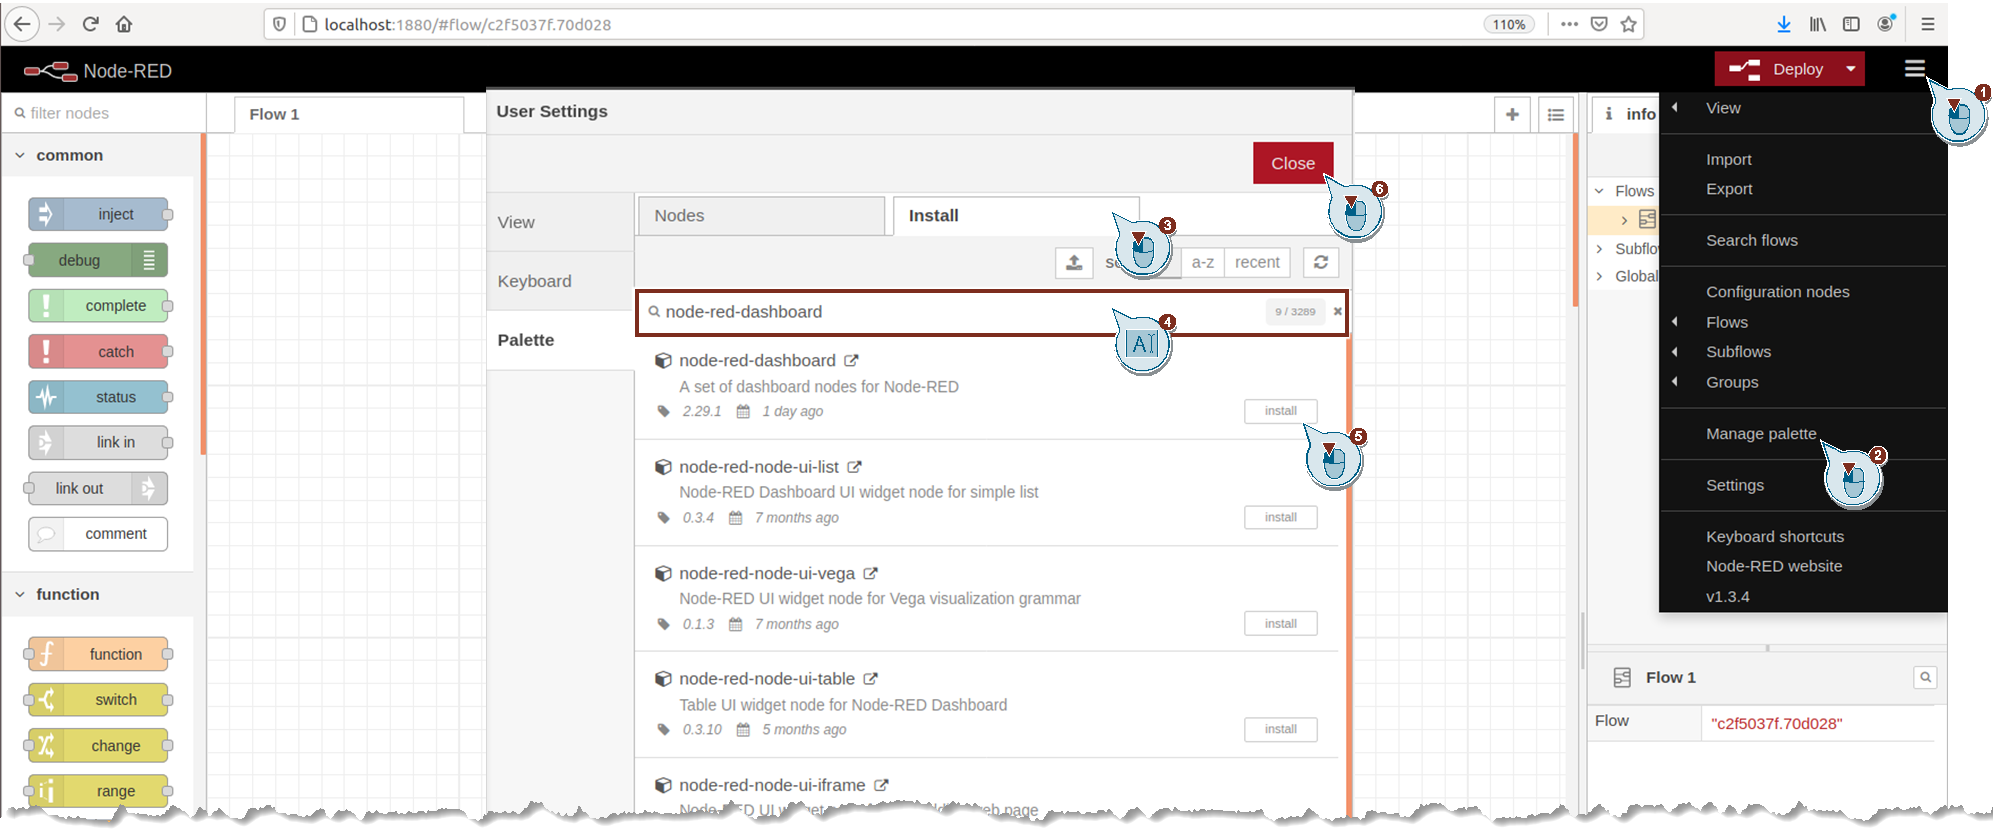 localhost:1880/#flow/c2f5037f.70d028
110%
Node-RED
Deploy
filter nodes
Flow 1
common
inject
debug
complete
catch
status
link in
link out
comment
function
function
switch
change
range
User Settings
Close
View
Keyboard
Palette
Nodes
Install
a-z
recent
node-red-dashboard
9 / 3289
node-red-dashboard
A set of dashboard nodes for Node-RED
2.29.1
1 day ago
install
node-red-node-ui-list
Node-RED Dashboard UI widget node for simple list
0.3.4
7 months ago
install
node-red-node-ui-vega
Node-RED UI widget node for Vega visualization grammar
0.1.3
7 months ago
install
node-red-node-ui-table
Table UI widget node for Node-RED Dashboard
0.3.10
5 months ago
install
node-red-node-ui-iframe
info
Flows
Subflo
Global
View
Import
Export
Search flows
Configuration nodes
Flows
Subflows
Groups
Manage palette
Settings
Keyboard shortcuts
Node-RED website
v1.3.4
Flow 1
Flow
"c2f5037f.70d028"
1
2
3
4
A
5
6